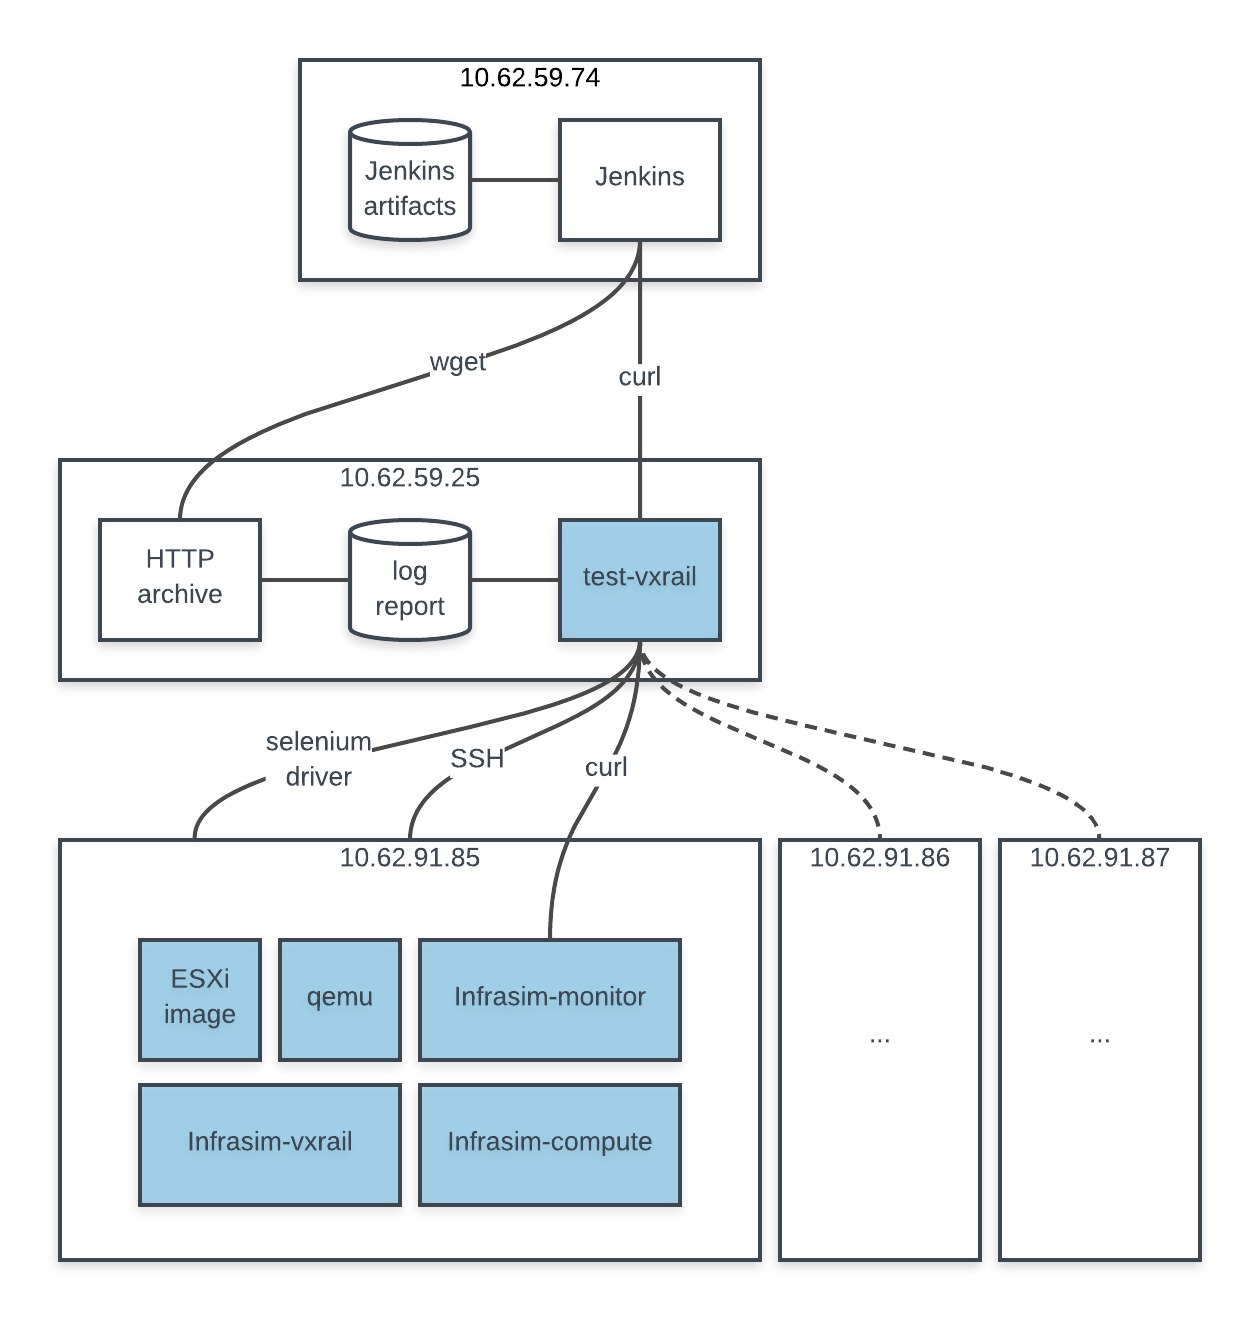 10.62.59.74
Jenkins
artifacts
Jenkins
wget
curl
10.62.59.25
HTTP
archive
log
report
test-vxrail
selenium
driver
SSH
curl
10.62.91.85
10.62.91.86
10.62.91.87
ESXi
image
qemu
Infrasim-monitor
...
...
Infrasim-vxrail
Infrasim-compute